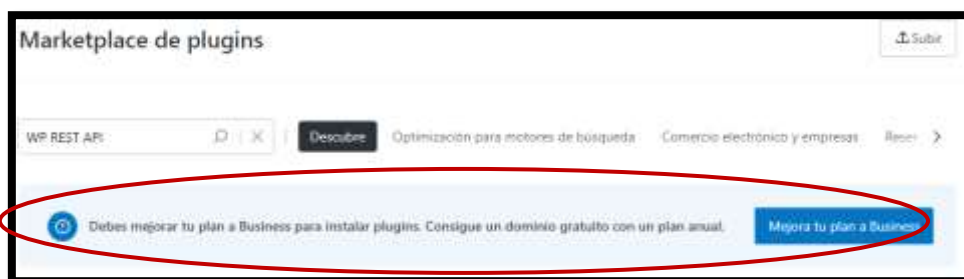 Marketplace de plugins
Subir
WP REST API
Descubre
Optimización para motores de búsqueda
Comercio electrónico y empresas
Reser
Debes mejorar tu plan a Business para instalar plugins. Consigue un dominio gratuito con un plan anual.
Mejora tu plan a Business